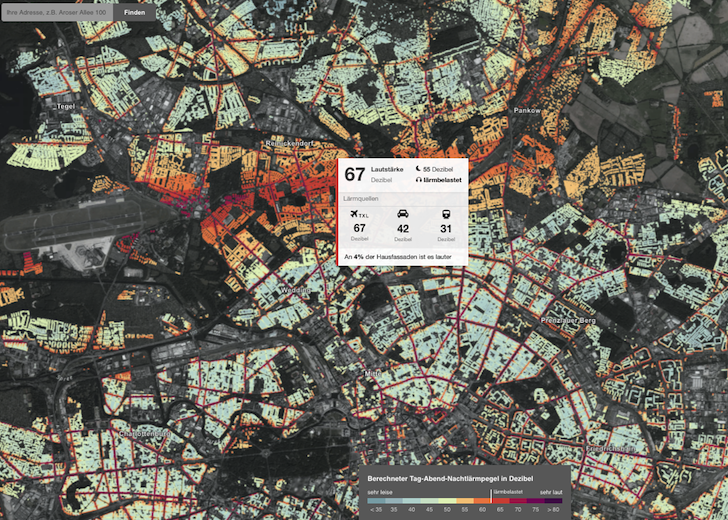 Ihre Adresse, z.B. Aroser Allee 100
Finden
Tegel
Pankow
Reinickendorf
67
Lautstärke
Dezibel
55 Dezibel
lärmbelastet
Lärmquellen
TXL
67
42
31
Dezibel
Dezibel
Dezibel
An 4% der Hausfassaden ist es lauter
Wedding
Prenzlauer Berg
Mitte
Charlottenburg
Friedrichshain
Berechneter Tag-Abend-Nachtlärmpegel in Dezibel
sehr leise
lärmbelastet
sehr laut
< 35 35 40 45 50 55 60 65 70 75 > 80